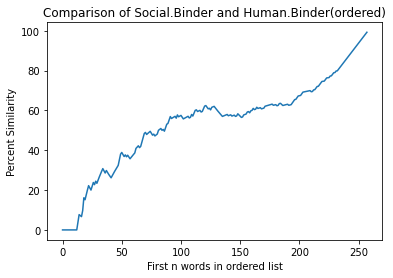 Comparison of Social.Binder and Human.Binder(ordered)
Percent Similarity
100
80
60
40
20
0
0 50 100 150 200 250
First n words in ordered list